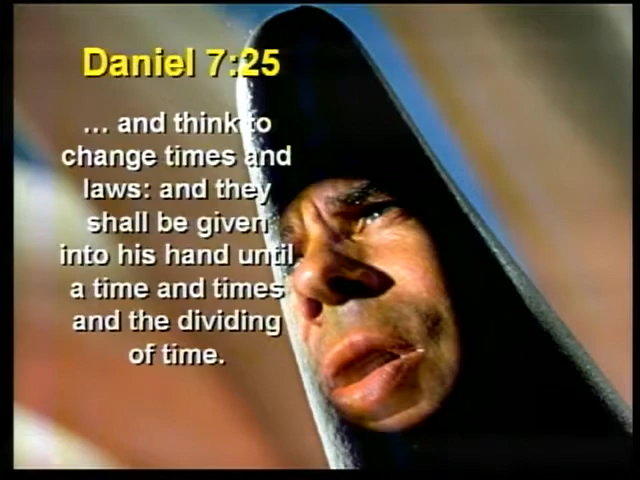 Daniel 7:25
… and think to
change times and
laws: and they
shall be given
into his hand until
a time and times
and the dividing
of time.